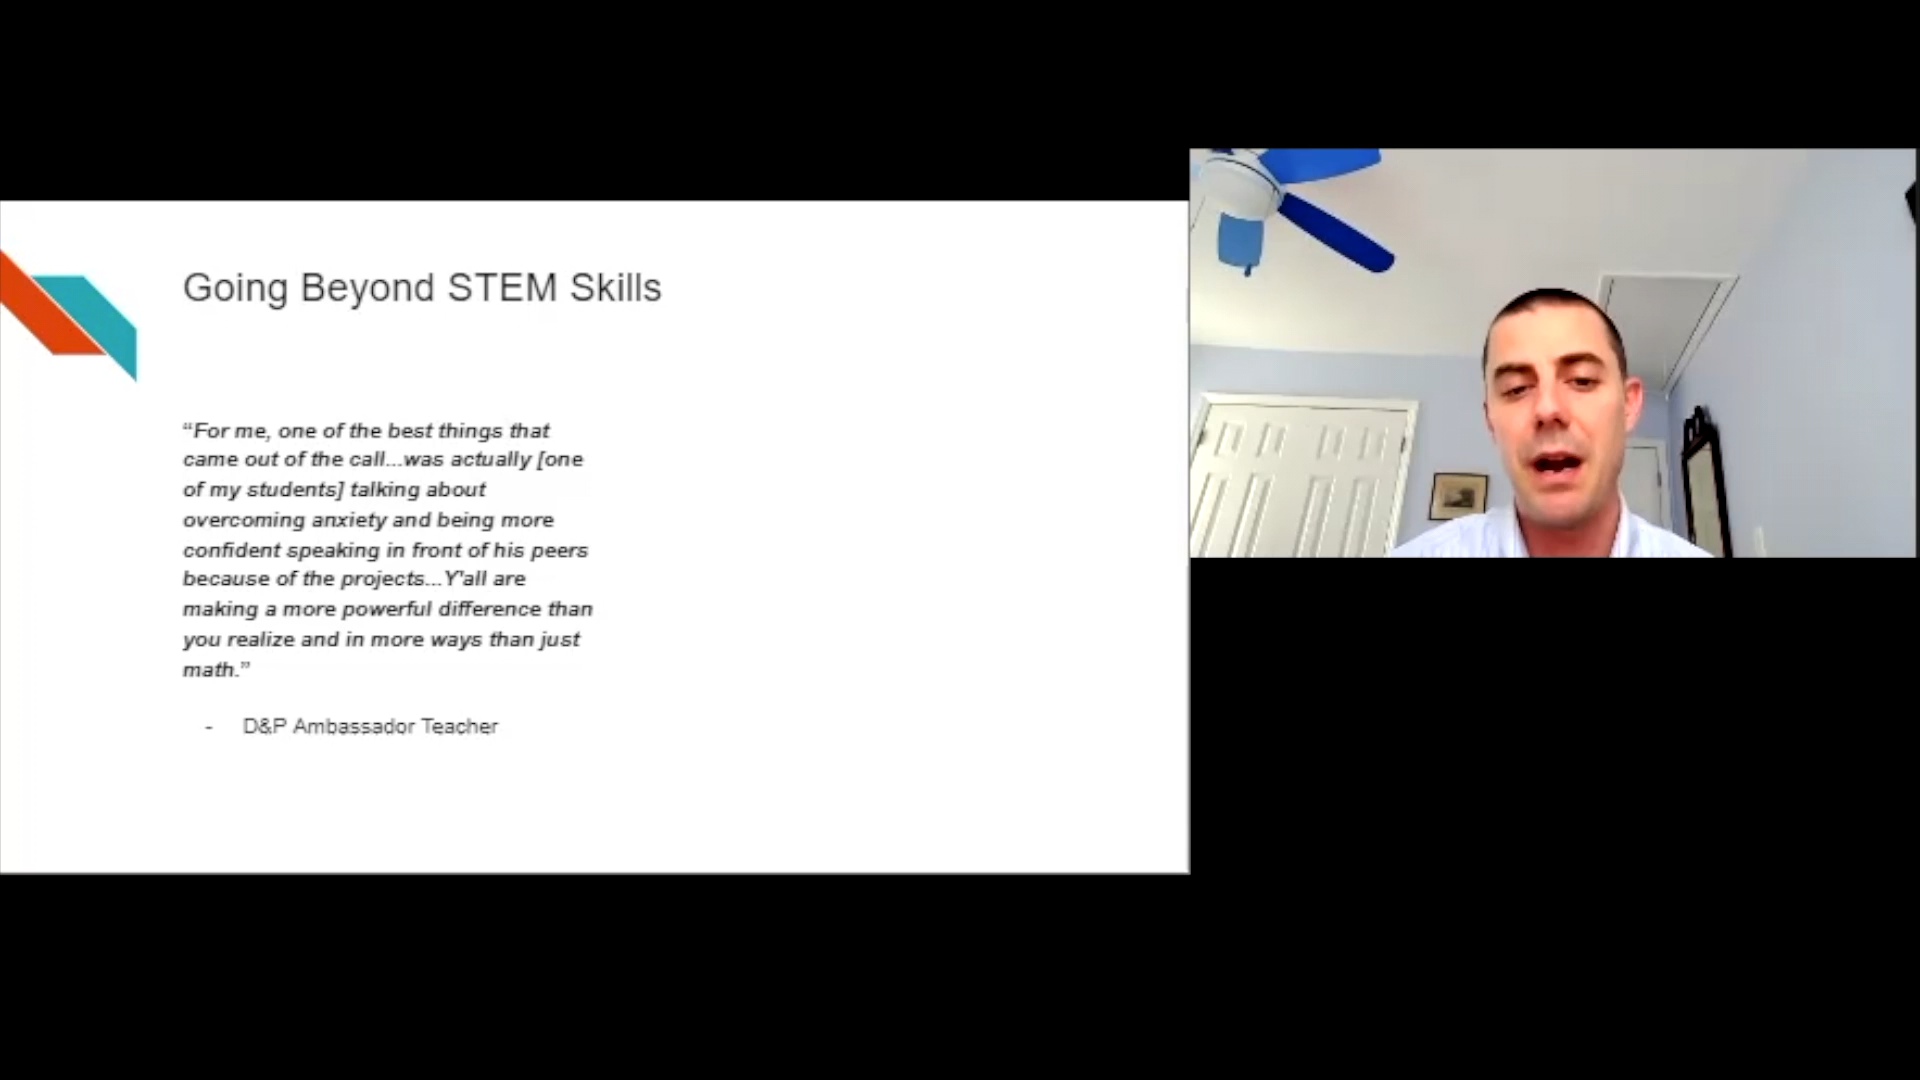 Going Beyond STEM Skills
“For me, one of the best things that
came out of the call...was actually [one
of my students] talking about
overcoming anxiety and being more
confident speaking in front of his peers
because of the projects...Y'all are
making a more powerful difference than
you realize and in more ways than just
math.”
- D&P Ambassador Teacher